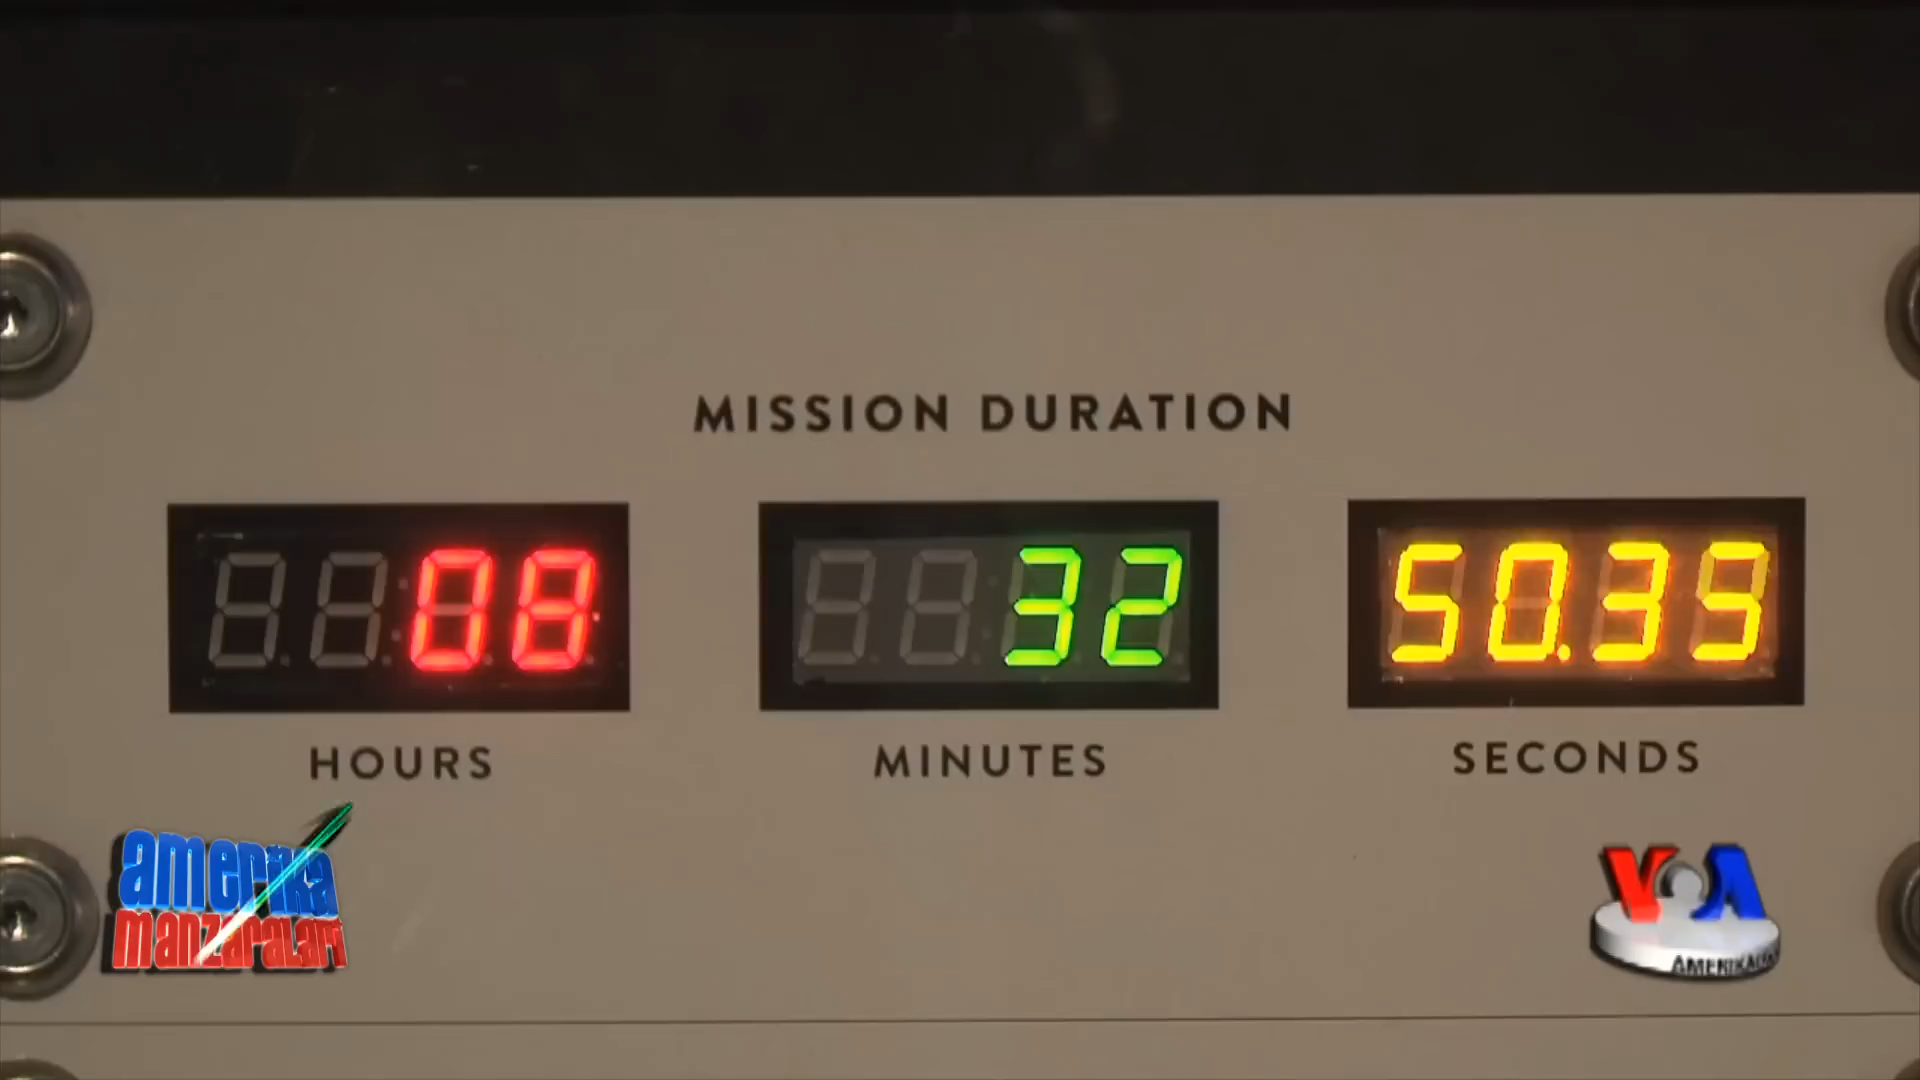 MISSION DURATION
08 32 50.39
HOURS MINUTES SECONDS
amerika
manzaralari
VOA